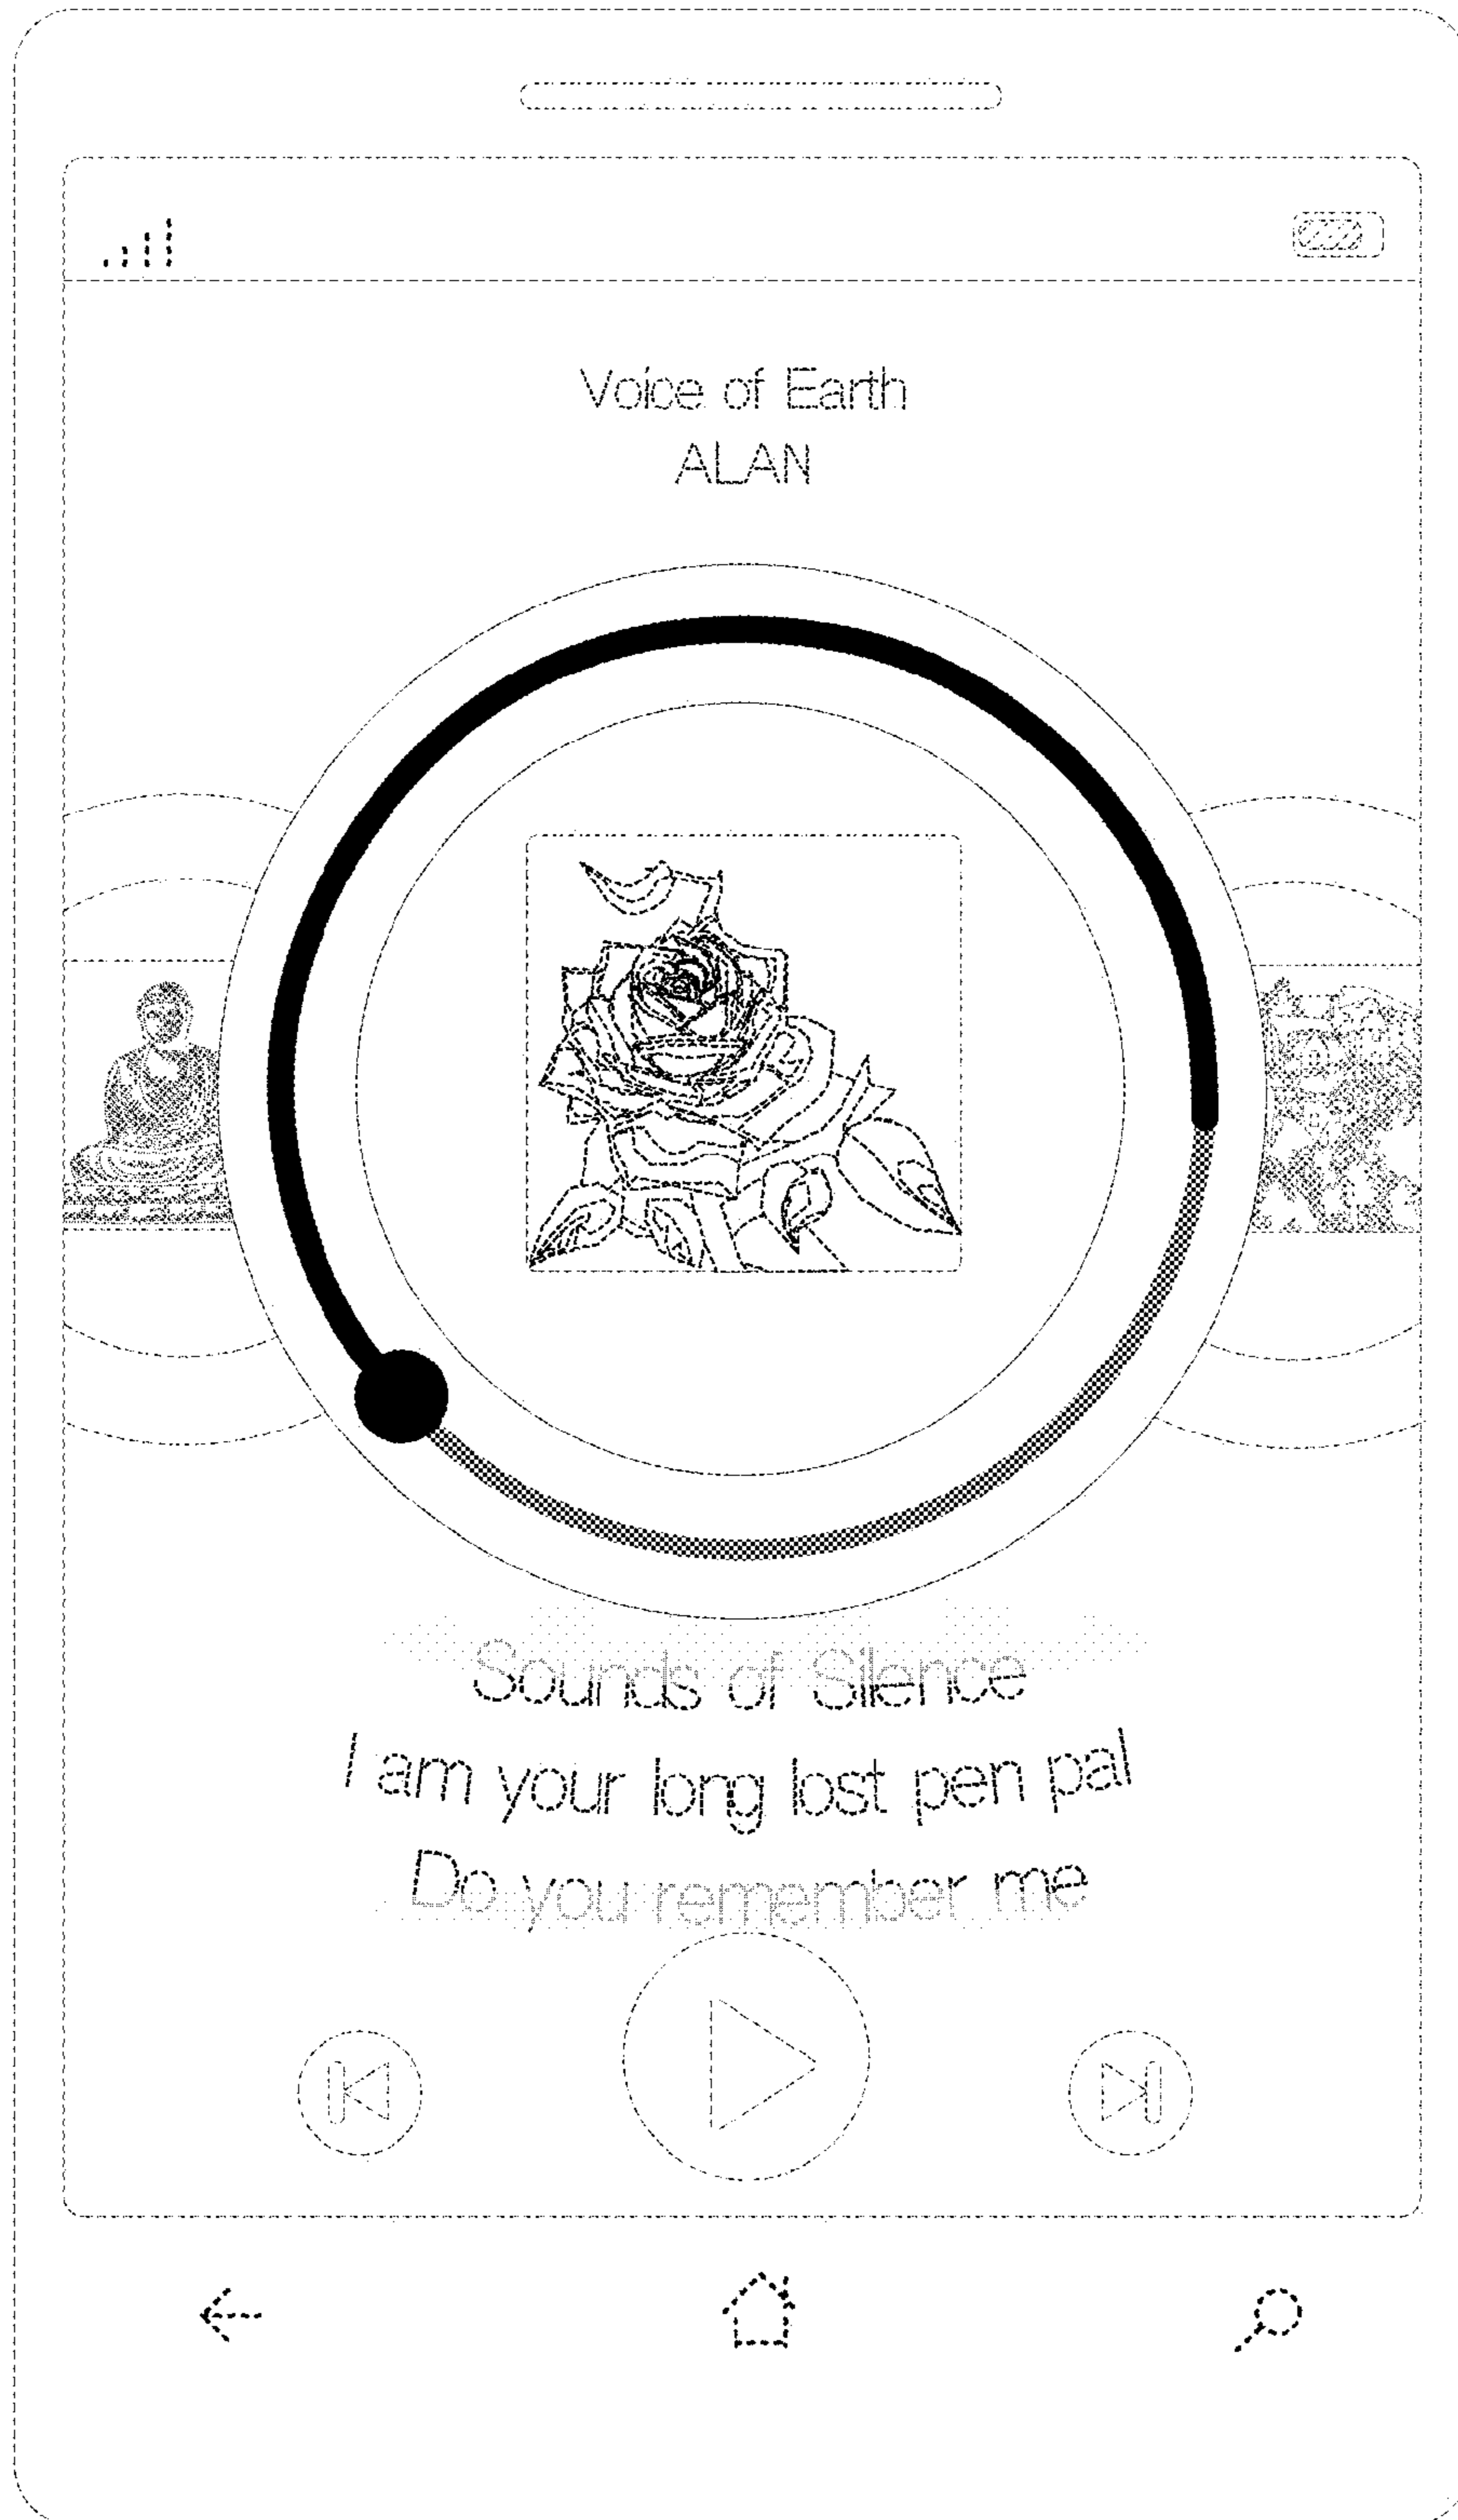 Voice of Earth
ALAN
Sounds of Silence
I am your long lost pen pal
Do you remember me